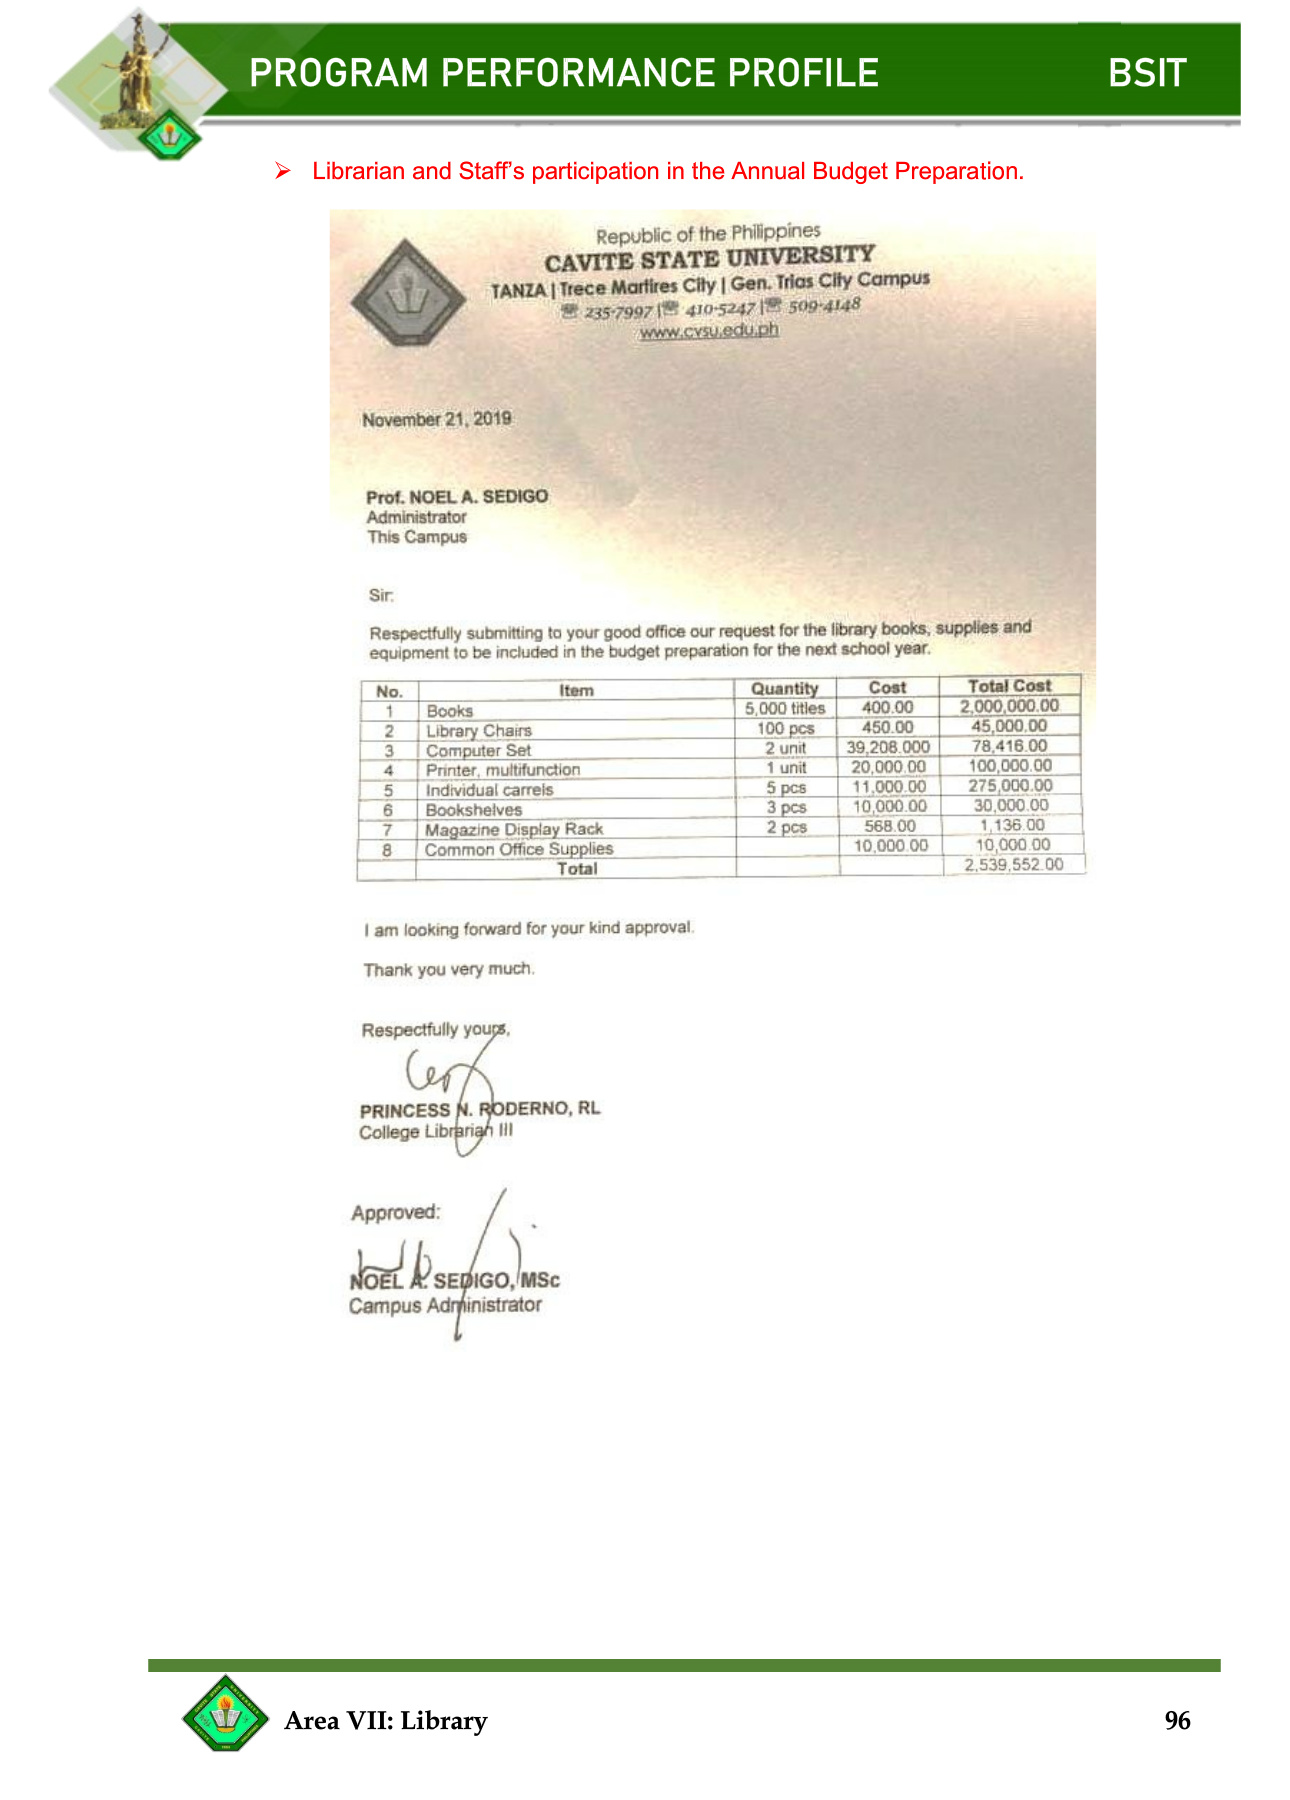 PROGRAM PERFORMANCE PROFILE BSIT
➢ Librarian and Staff’s participation in the Annual Budget Preparation.
Republic of the Philippines
CAVITE STATE UNIVERSITY
TANZA | Trece Martires City | Gen. Trias City Campus
☏ 235-7997 |☏ 410-5247 |☏ 509-4148
www.cvsu.edu.ph
November 21, 2019
Prof. NOEL A. SEDIGO
Administrator
This Campus
Sir:
Respectfully submitting to your good office our request for the library books, supplies and
equipment to be included in the budget preparation for the next school year.
No. Item Quantity Cost Total Cost
1 Books 5,000 titles 400.00 2,000,000.00
2 Library Chairs 100 pcs 450.00 45,000.00
3 Computer Set 2 unit 39,208.000 78,416.00
4 Printer, multifunction 1 unit 20,000.00 100,000.00
5 Individual carrels 5 pcs 11,000.00 275,000.00
6 Bookshelves 3 pcs 10,000.00 30,000.00
7 Magazine Display Rack 2 pcs 568.00 1,136.00
8 Common Office Supplies 10,000.00 10,000.00
Total 2,539,552.00
I am looking forward for your kind approval.
Thank you very much.
Respectfully yours,
PRINCESS N. RODERNO, RL
College Librarian III
Approved:
NOEL A. SEDIGO, MSc
Campus Administrator
Area VII: Library 96